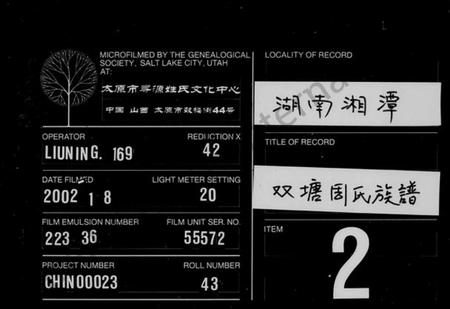 MICROFILMED BY THE GENEALOGICAL
SOCIETY, SALT LAKE CITY, UTAH
AT:
太原市寻源姓氏文化中心
中国 山西 太原市 44号
OPERATOR
REDUCTION X
LIUNING. 169
42
DATE FILMED
LIGHT METER SETTING
2002 1 8
20
FILM EMULSION NUMBER
FILM UNIT SER. NO.
223 36
55572
PROJECT NUMBER
ROLL NUMBER
CHIN00023
43
LOCALITY OF RECORD
湖南湘潭
TITLE OF RECORD
双塘周氏族譜
ITEM
2